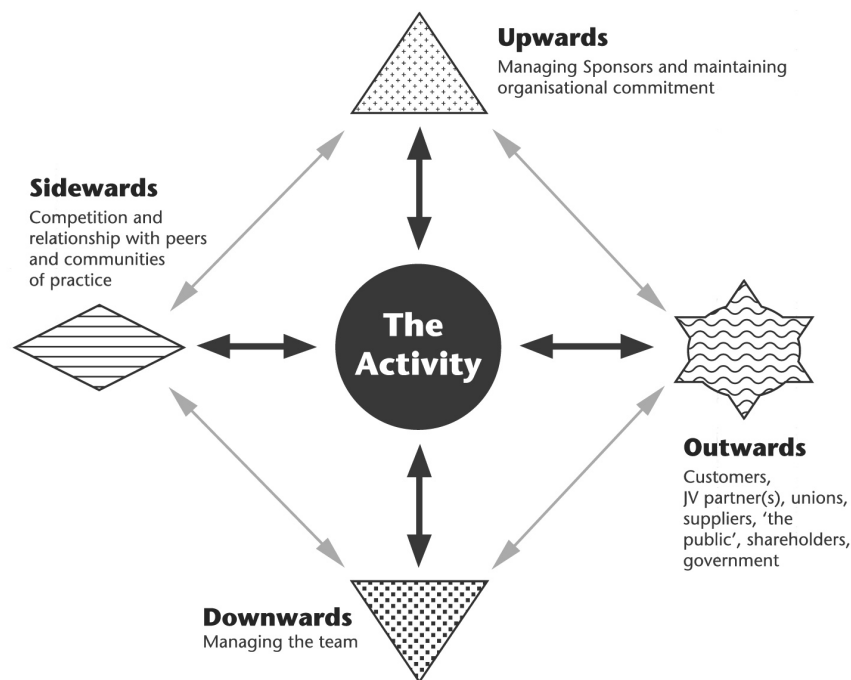 Upwards
Managing Sponsors and maintaining
organisational commitment
Sidewards
Competition and
relationship with peers
and communities
of practice
The
Activity
Outwards
Customers,
JV partner(s), unions,
suppliers, ‘the
public’, shareholders,
government
Downwards
Managing the team